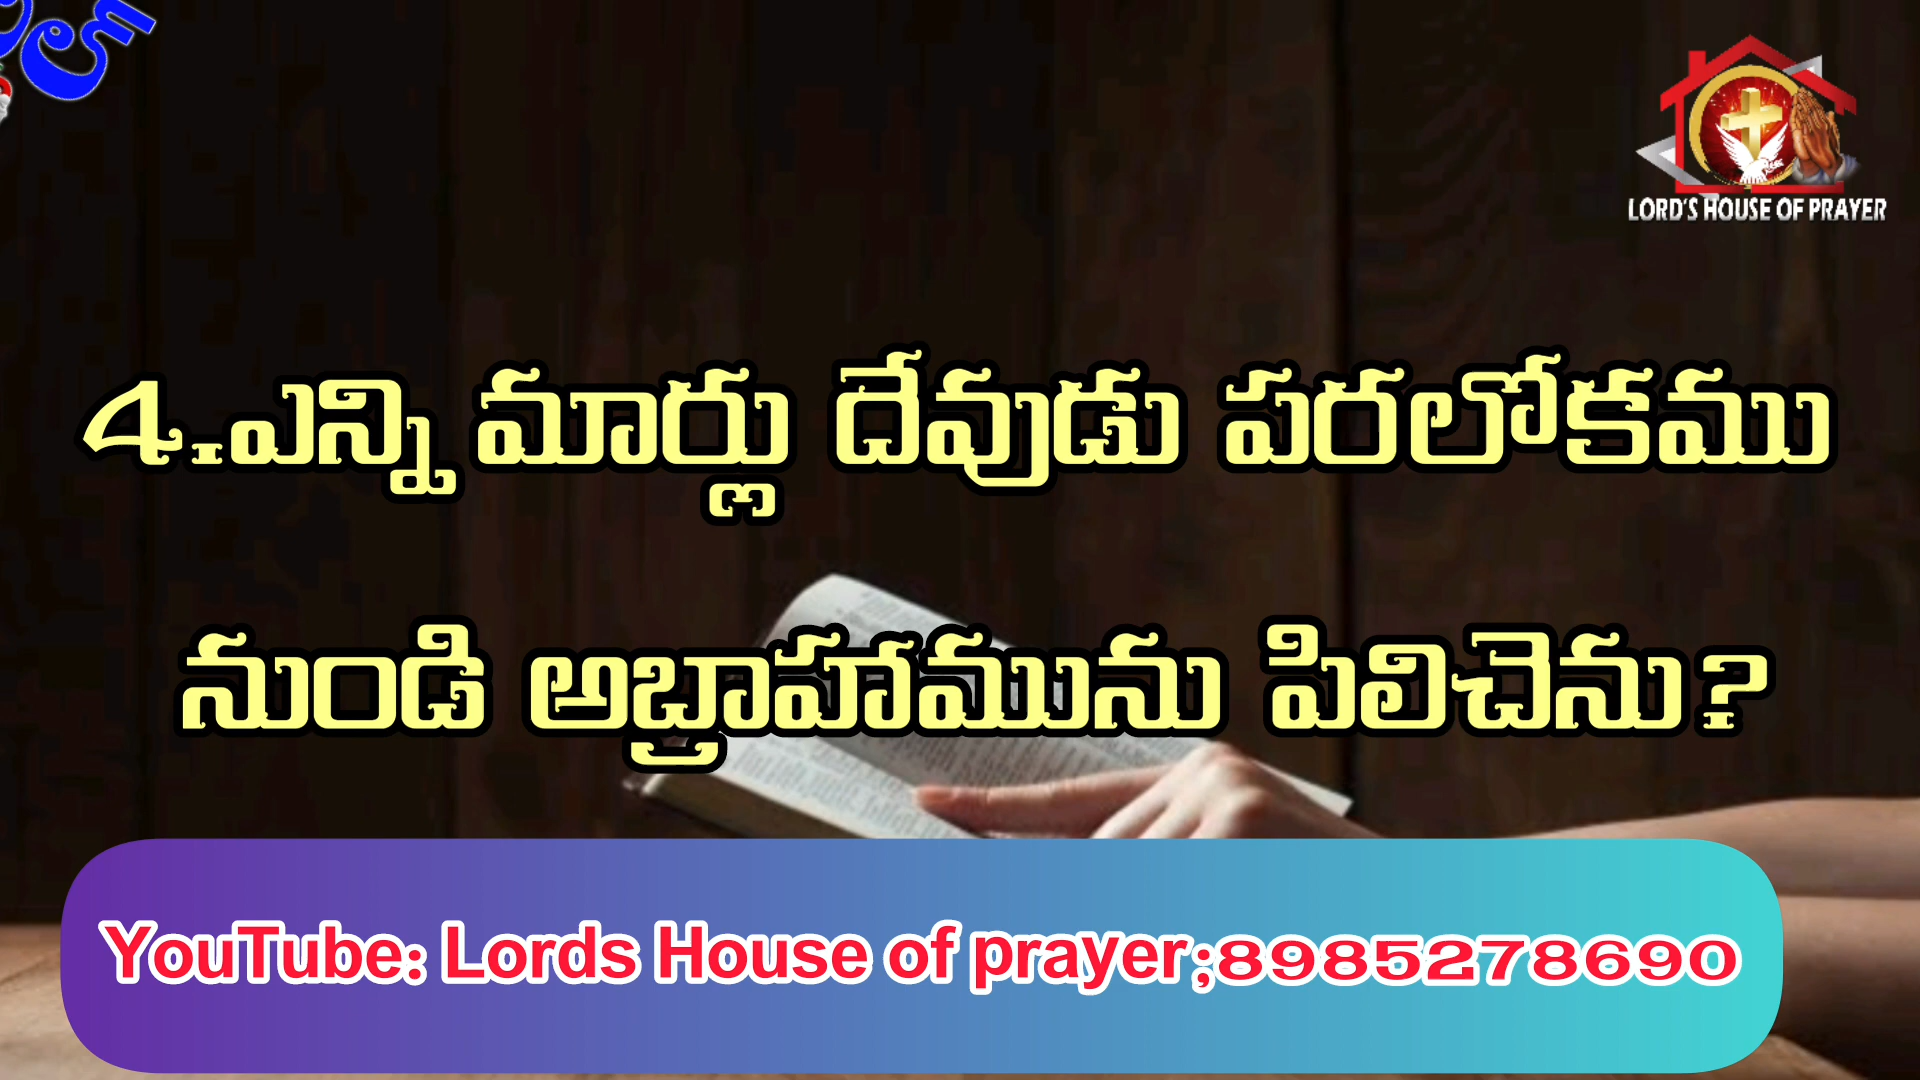 LORD'S HOUSE OF PRAYER
4.ఎన్ని మార్లు దేవుడు పరలోకము
నుండి అబ్రాహామును పిలిచెను?
YouTube: Lords House of prayer;8985278690